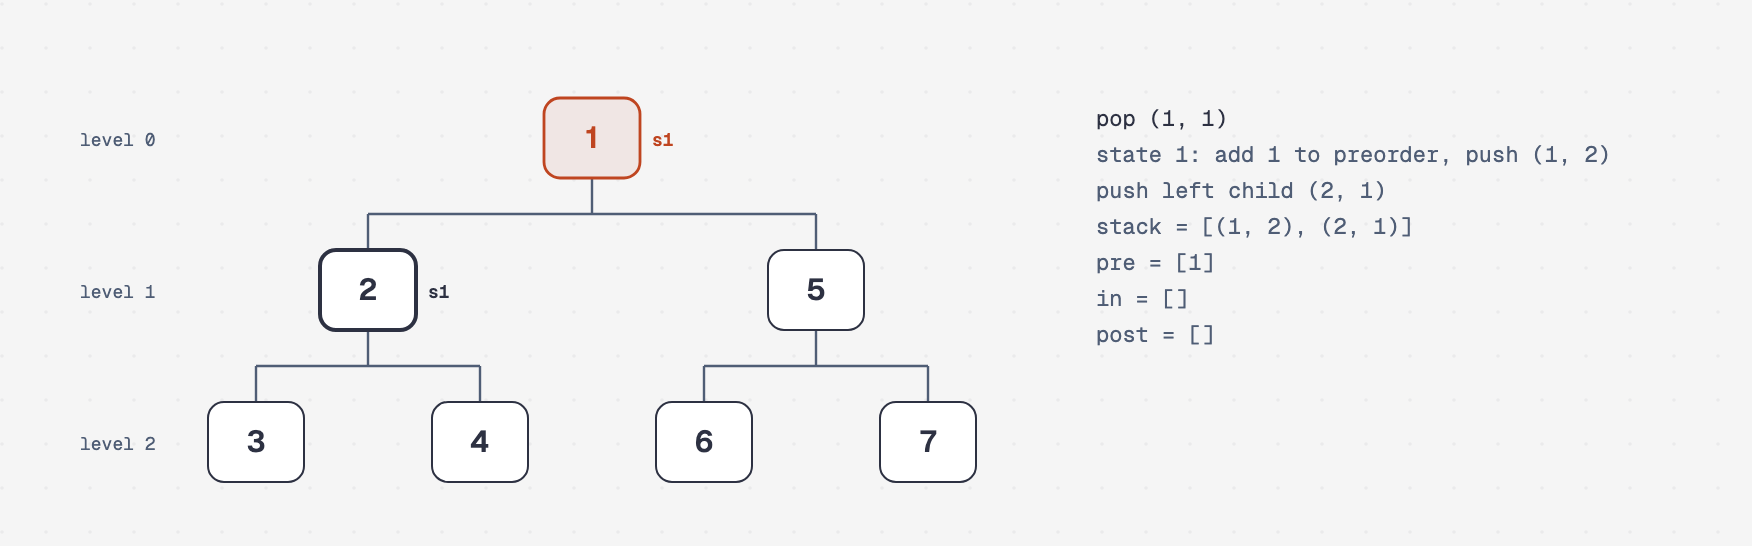 level 0
1
s1
level 1
2
s1
5
level 2
3
4
6
7
pop (1, 1)
state 1: add 1 to preorder, push (1, 2)
push left child (2, 1)
stack = [(1, 2), (2, 1)]
pre = [1]
in = []
post = []